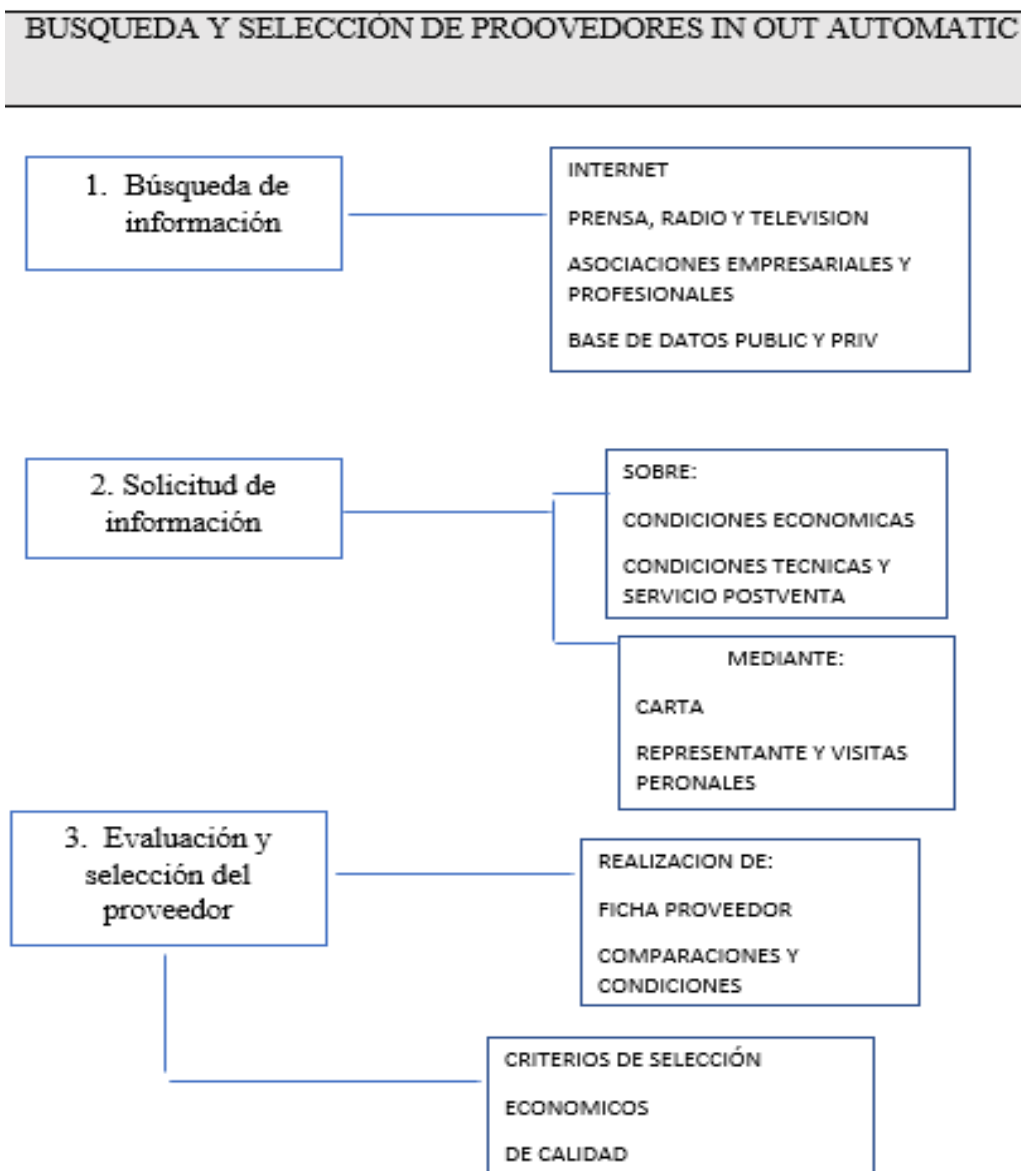 BUSQUEDA Y SELECCIÓN DE PROOVEDORES IN OUT AUTOMATIC
1. Búsqueda de
información
INTERNET
PRENSA, RADIO Y TELEVISION
ASOCIACIONES EMPRESARIALES Y
PROFESIONALES
BASE DE DATOS PUBLIC Y PRIV
2. Solicitud de
información
SOBRE:
CONDICIONES ECONOMICAS
CONDICIONES TECNICAS Y
SERVICIO POSTVENTA
MEDIANTE:
CARTA
REPRESENTANTE Y VISITAS
PERONALES
3. Evaluación y
selección del
proveedor
REALIZACION DE:
FICHA PROVEEDOR
COMPARACIONES Y
CONDICIONES
CRITERIOS DE SELECCIÓN
ECONOMICOS
DE CALIDAD